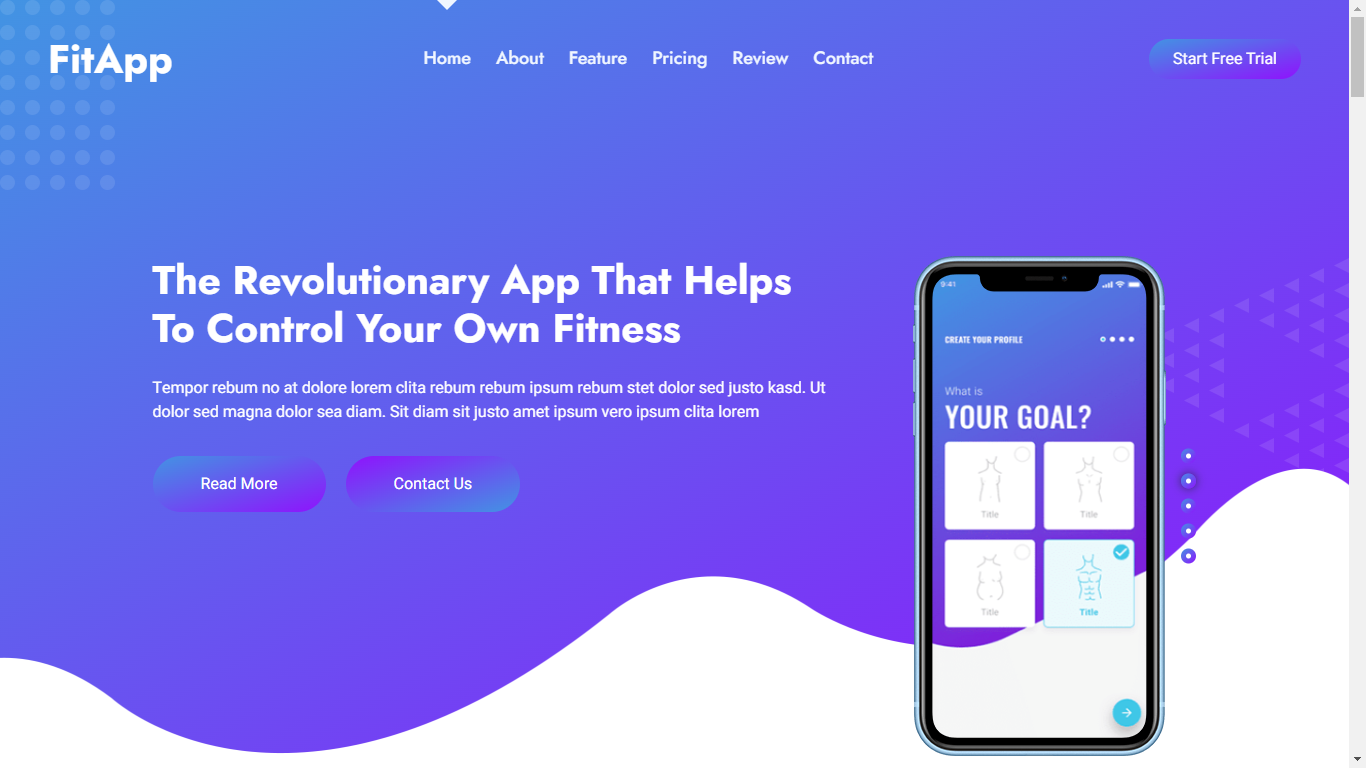 FitApp
Home About Feature Pricing Review Contact
Start Free Trial
The Revolutionary App That Helps
To Control Your Own Fitness
Tempor rebum no at dolore lorem clita rebum rebum ipsum rebum stet dolor sed justo kasd. Ut
dolor sed magna dolor sea diam. Sit diam sit justo amet ipsum vero ipsum clita lorem
Read More
Contact Us
9:41
CREATE YOUR PROFILE
What is
YOUR GOAL?
Title
Title
Title
Title